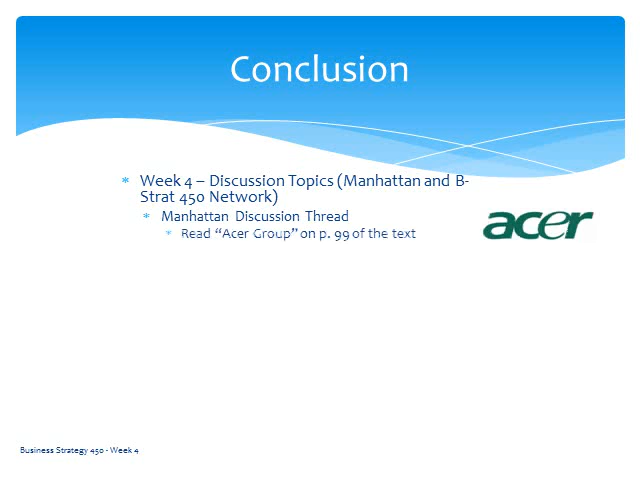 Conclusion
Week 4 – Discussion Topics (Manhattan and B-
Strat 450 Network)
Manhattan Discussion Thread
Read “Acer Group” on p. 99 of the text
acer
Business Strategy 450 - Week 4